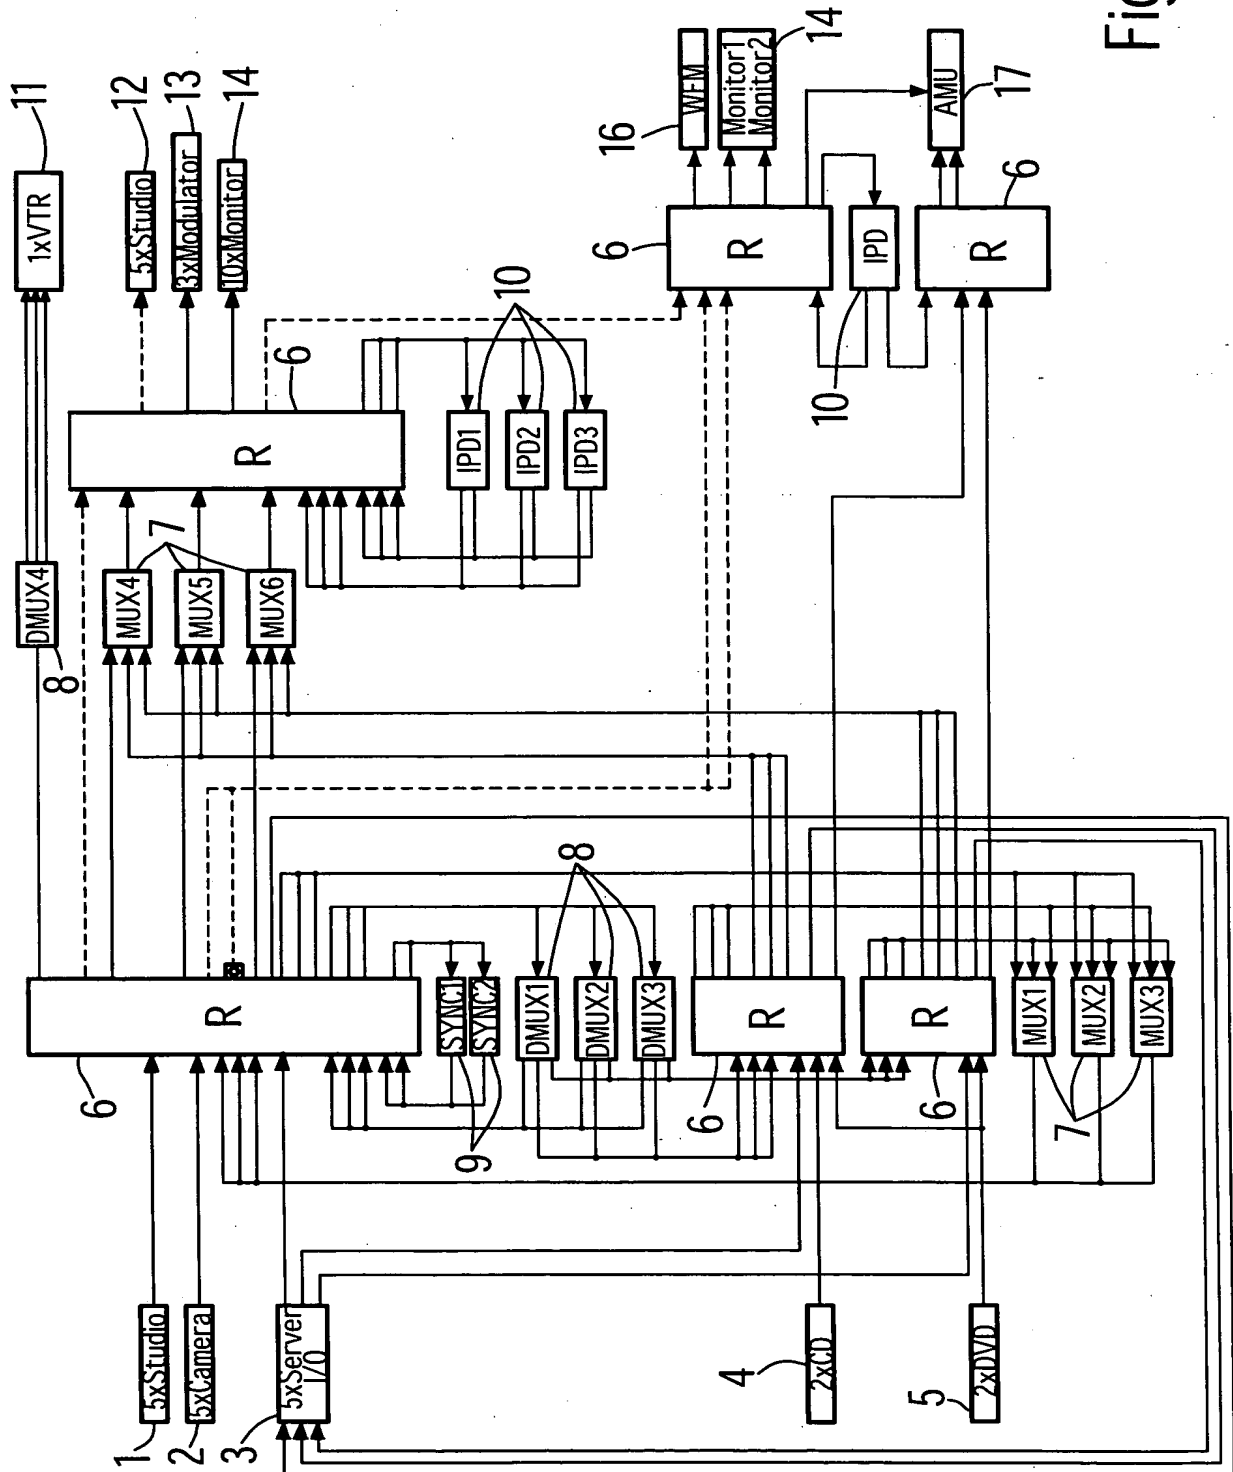 Fig
11
12
13
14
1xVTR
5xStudio
3xModulator
10xMonitor
16
WFM
Monitor1
Monitor2
14
AMU
17
6
R
6
R
IPD
10
6
R
10
IPD1
IPD2
IPD3
7
DMUX4
8
MUX4
MUX5
MUX6
R
6
SYNC1
SYNC2
9
8
DMUX1
DMUX2
DMUX3
R
6
R
6
MUX1
MUX2
MUX3
7
1
5xStudio
2
5xCamera
3
5xServer
I/O
4
2xCD
5
2xDVD